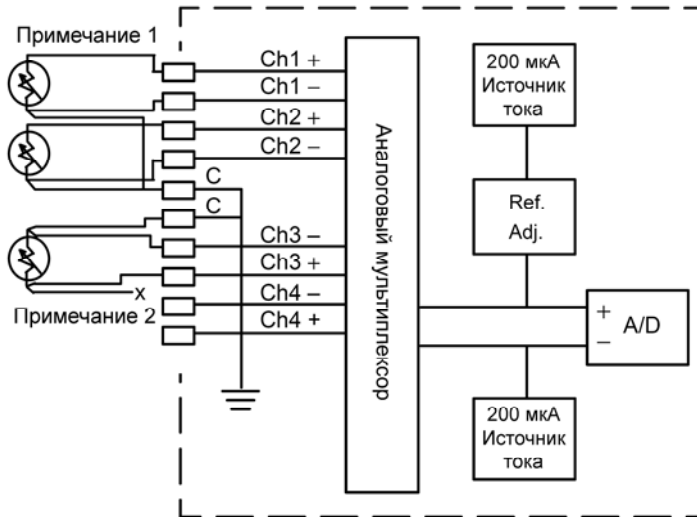 Примечание 1
Ch1 +
Ch1 –
Ch2 +
Ch2 –
C
C
Ch3 –
Ch3 +
x
Ch4 –
Примечание 2
Ch4 +
Аналоговый мультиплексор
200 мкА
Источник
тока
Ref.
Adj.
+
–
A/D
200 мкА
Источник
тока